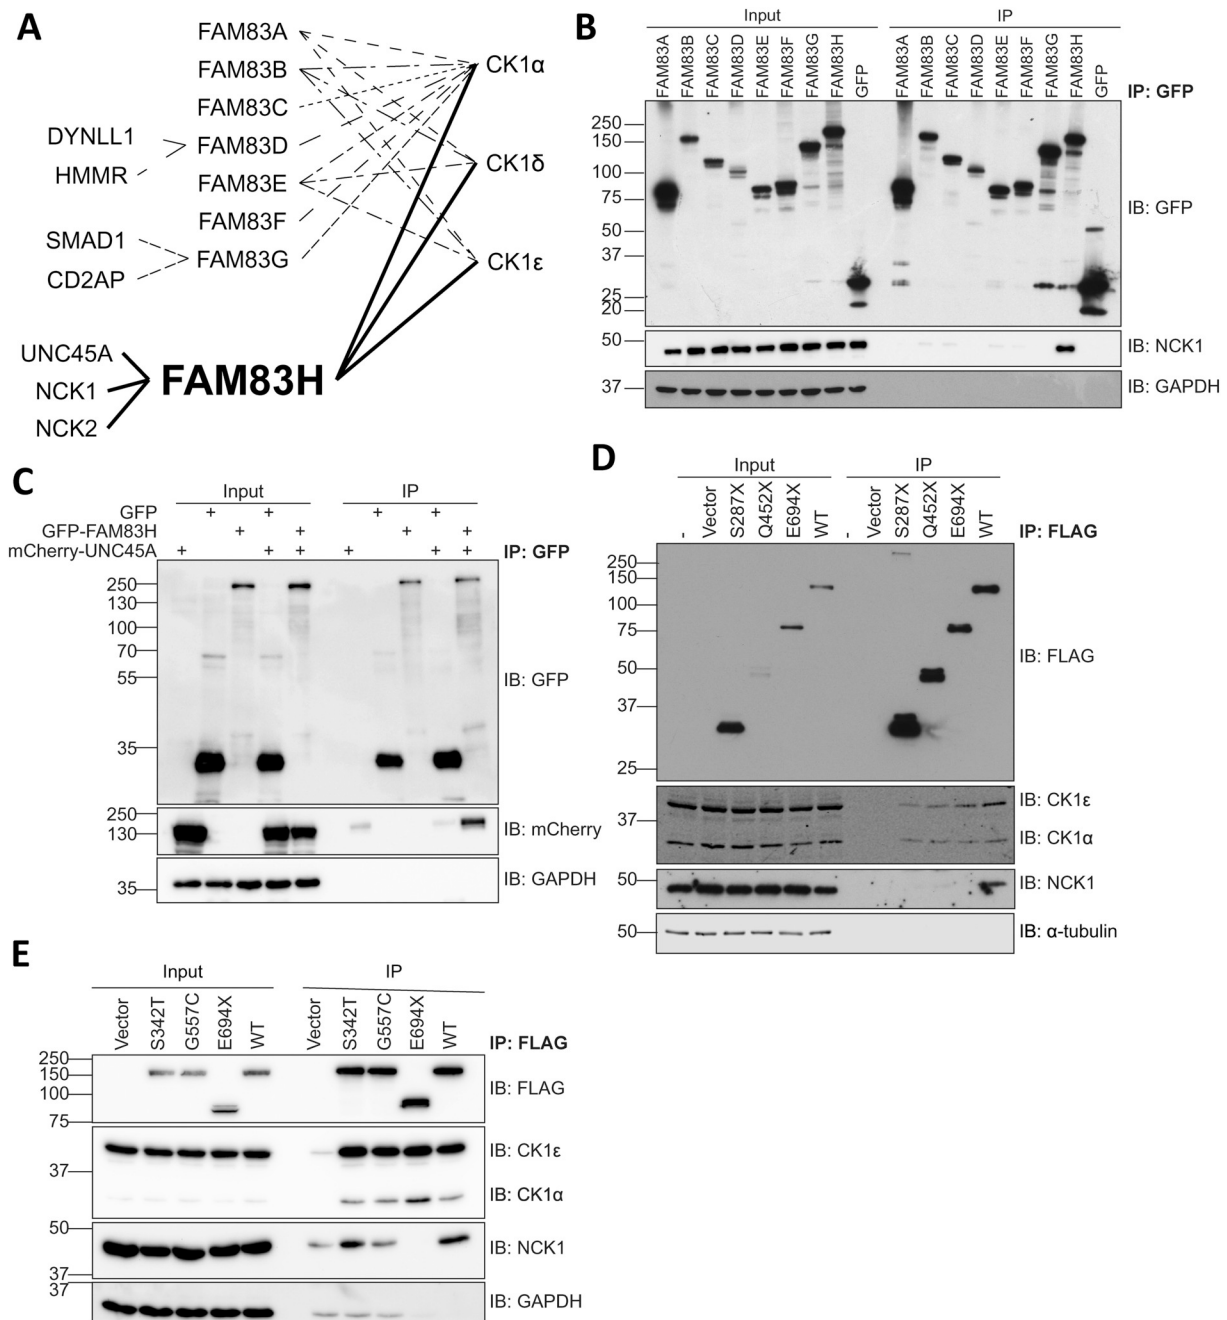 A
FAM83A
FAM83B
FAM83C
FAM83D
FAM83E
FAM83F
FAM83G
DYNLL1
HMMR
SMAD1
CD2AP
CK1α
CK1δ
CK1ε
UNC45A
NCK1
NCK2
FAM83H
B
Input
IP
FAM83A
FAM83B
FAM83C
FAM83D
FAM83E
FAM83F
FAM83G
FAM83H
GFP
FAM83A
FAM83B
FAM83C
FAM83D
FAM83E
FAM83F
FAM83G
FAM83H
GFP
IP: GFP
250
150
100
75
50
37
25
20
IB: GFP
50
IB: NCK1
37
IB: GAPDH
C
Input
IP
GFP + + + +
GFP-FAM83H + + + +
mCherry-UNC45A + + + + + +
IP: GFP
250
130
100
70
55
35
IB: GFP
250
130
IB: mCherry
35
IB: GAPDH
D
Input
IP
-
Vector
S287X
Q452X
E694X
WT
-
Vector
S287X
Q452X
E694X
WT
IP: FLAG
250
150
100
75
50
37
25
IB: FLAG
37
IB: CK1ε
IB: CK1α
50
IB: NCK1
50
IB: α-tubulin
E
Input
IP
Vector
S342T
G557C
E694X
WT
Vector
S342T
G557C
E694X
WT
IP: FLAG
250
150
100
75
IB: FLAG
37
IB: CK1ε
IB: CK1α
50
37
IB: NCK1
37
IB: GAPDH